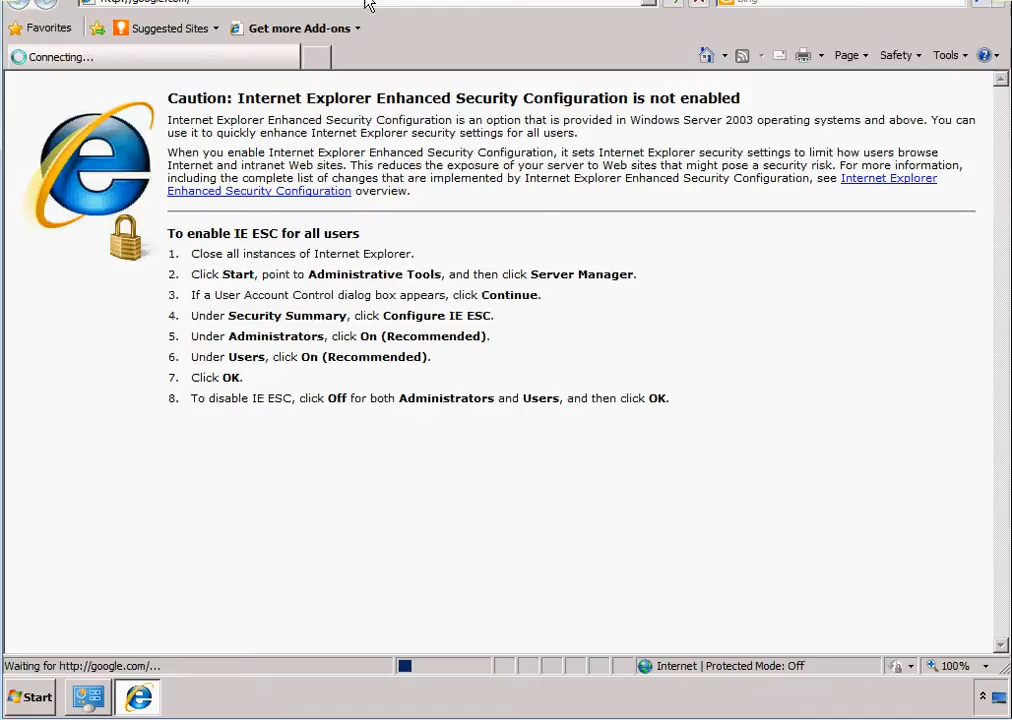 http://google.com/
Bing
Favorites Suggested Sites Get more Add-ons
Connecting...
Page Safety Tools
Caution: Internet Explorer Enhanced Security Configuration is not enabled
Internet Explorer Enhanced Security Configuration is an option that is provided in Windows Server 2003 operating systems and above. You can
use it to quickly enhance Internet Explorer security settings for all users.
When you enable Internet Explorer Enhanced Security Configuration, it sets Internet Explorer security settings to limit how users browse
Internet and intranet Web sites. This reduces the exposure of your server to Web sites that might pose a security risk. For more information,
including the complete list of changes that are implemented by Internet Explorer Enhanced Security Configuration, see Internet Explorer
Enhanced Security Configuration overview.
To enable IE ESC for all users
1. Close all instances of Internet Explorer.
2. Click Start, point to Administrative Tools, and then click Server Manager.
3. If a User Account Control dialog box appears, click Continue.
4. Under Security Summary, click Configure IE ESC.
5. Under Administrators, click On (Recommended).
6. Under Users, click On (Recommended).
7. Click OK.
8. To disable IE ESC, click Off for both Administrators and Users, and then click OK.
Waiting for http://google.com/... Internet | Protected Mode: Off 100%
Start